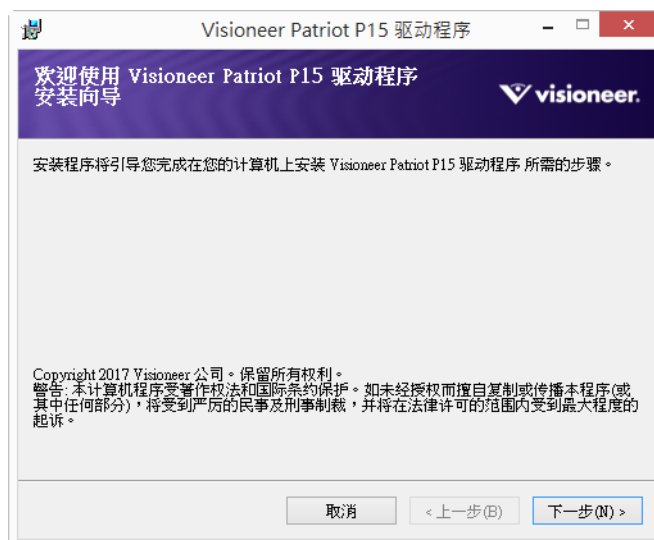 Visioneer Patriot P15 驱动程序
欢迎使用 Visioneer Patriot P15 驱动程序
安装向导
visioneer.
安装程序将引导您完成在您的计算机上安装 Visioneer Patriot P15 驱动程序 所需的步骤。
Copyright 2017 Visioneer 公司。保留所有权利。
警告: 本计算机程序受著作权法和国际条约保护。如未经授权而擅自复制或传播本程序(或
其中任何部分)，将受到严厉的民事及刑事制裁，并将在法律许可的范围内受到最大程度的
起诉。
取消
<上一步(B)
下一步(N) >